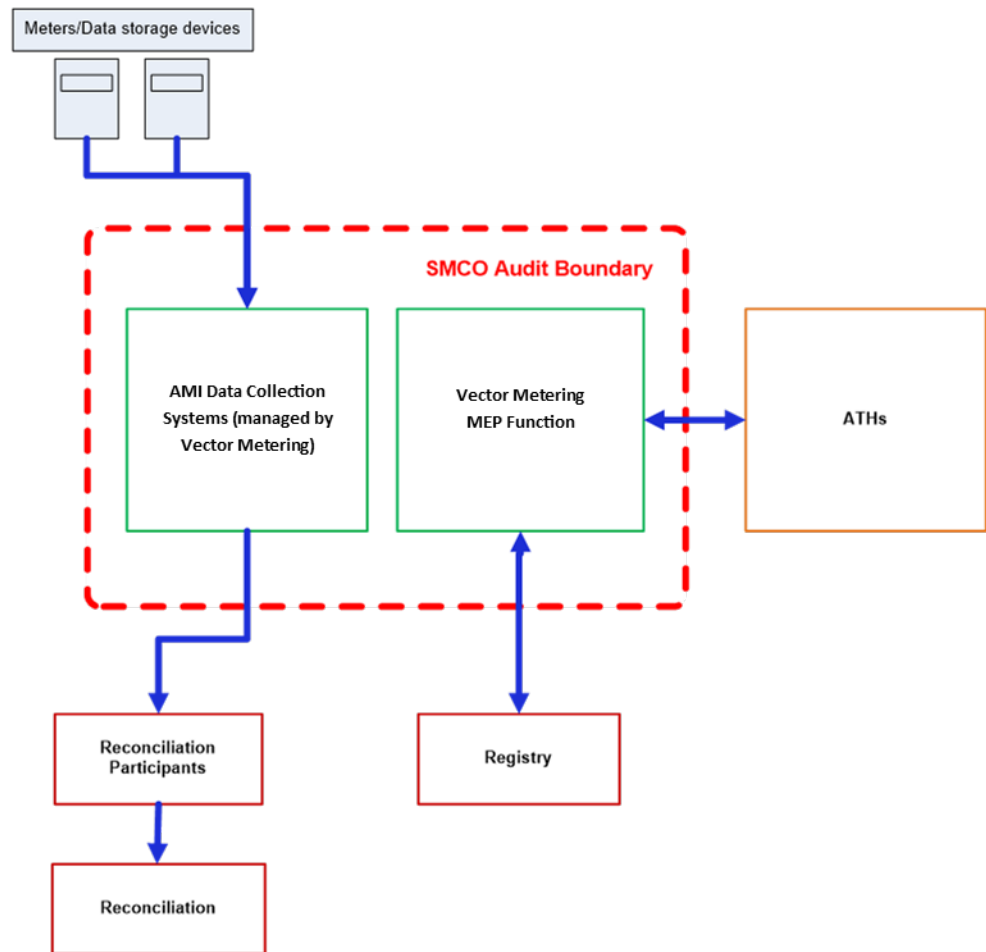 Meters/Data storage devices
SMCO Audit Boundary
AMI Data Collection
Systems (managed by
Vector Metering)
Vector Metering
MEP Function
ATHs
Reconciliation
Participants
Registry
Reconciliation